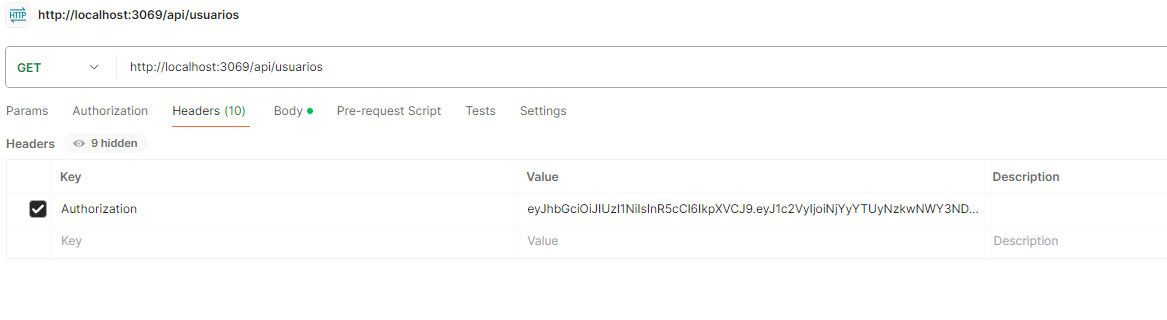 HTTP http://localhost:3069/api/usuarios
GET http://localhost:3069/api/usuarios
Params Authorization Headers (10) Body Pre-request Script Tests Settings
Headers 9 hidden
Key Value Description
Authorization eyJhbGciOiJIUzI1NiIsInR5cCI6IkpXVCJ9.eyJ1c2VyIjoiNjYyYTUyNzkwNWY3ND...
Key Value Description